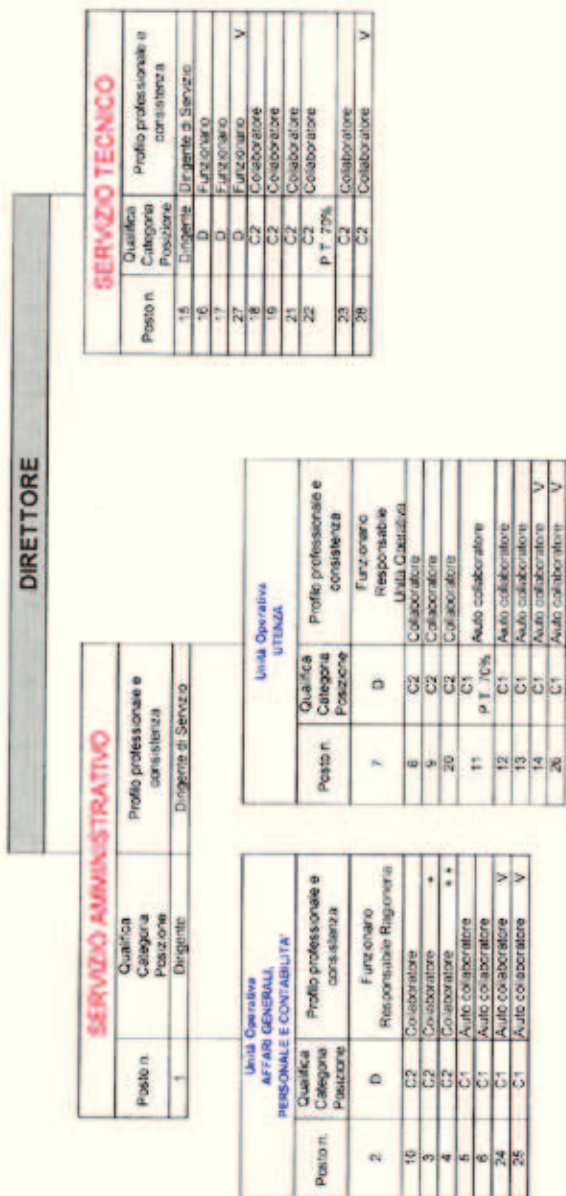 DIRETTORE
SERVIZIO AMMINISTRATIVO
Posto n. Qualifica Categoria Posizione Profilo professionale e consistenza
1 Dirigente Dirigente di Servizio
Unità Operativa
AFFARI GENERALI,
PERSONALE E CONTABILITA'
Posto n. Qualifica Categoria Posizione Profilo professionale e consistenza
2 D Funzionario Responsabile Ragioneria
10 C2 Collaboratore
3 C2 Collaboratore *
4 C2 Collaboratore **
5 C1 Aiuto collaboratore
6 C1 Aiuto collaboratore
24 C1 Aiuto collaboratore V
25 C1 Aiuto collaboratore V
Unità Operativa
UTENZA
Posto n. Qualifica Categoria Posizione Profilo professionale e consistenza
7 D Funzionario Responsabile Unità Operativa
8 C2 Collaboratore
9 C2 Collaboratore
20 C2 Collaboratore
11 C1 P.T. 70% Aiuto collaboratore
12 C1 Aiuto collaboratore
13 C1 Aiuto collaboratore
14 C1 Aiuto collaboratore V
26 C1 Aiuto collaboratore V
SERVIZIO TECNICO
Posto n. Qualifica Categoria Posizione Profilo professionale e consistenza
15 Dirigente Dirigente di Servizio
16 D Funzionario
17 D Funzionario
27 D Funzionario V
18 C2 Collaboratore
19 C2 Collaboratore
21 C2 Collaboratore
22 C2 P.T. 70% Collaboratore
23 C2 Collaboratore
28 C2 Collaboratore V